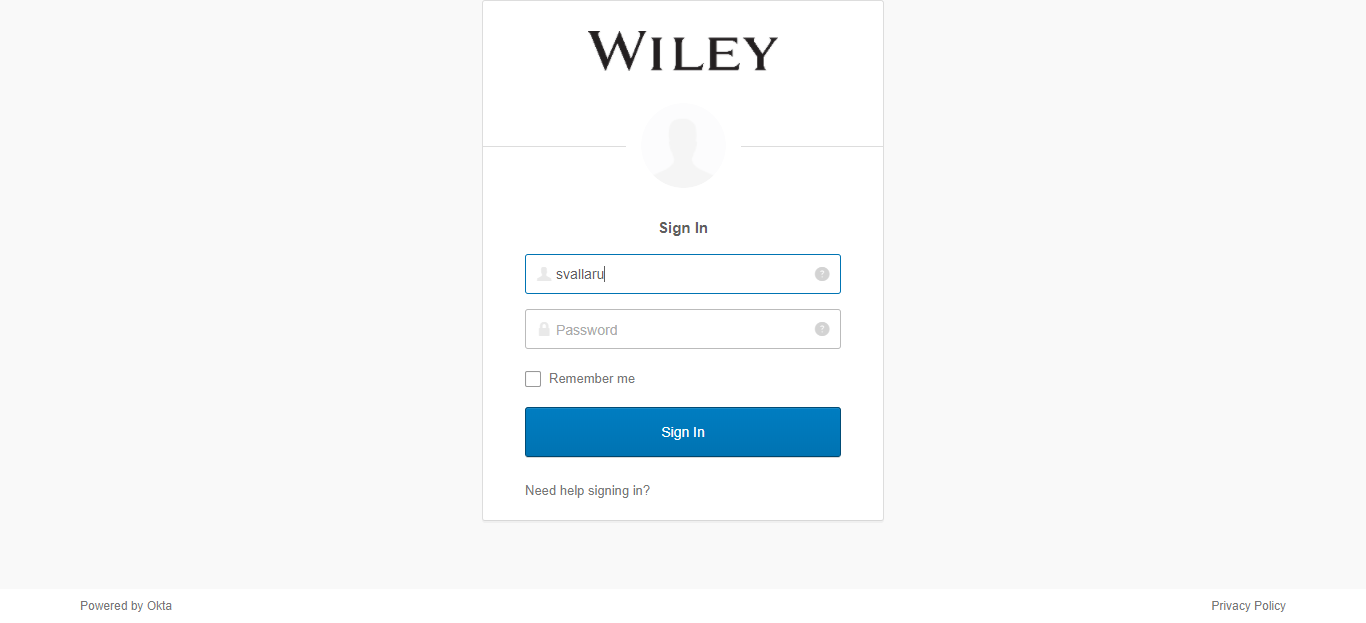 WILEY
Sign In
svallaru
?
Password
?
Remember me
Sign In
Need help signing in?
Powered by Okta
Privacy Policy